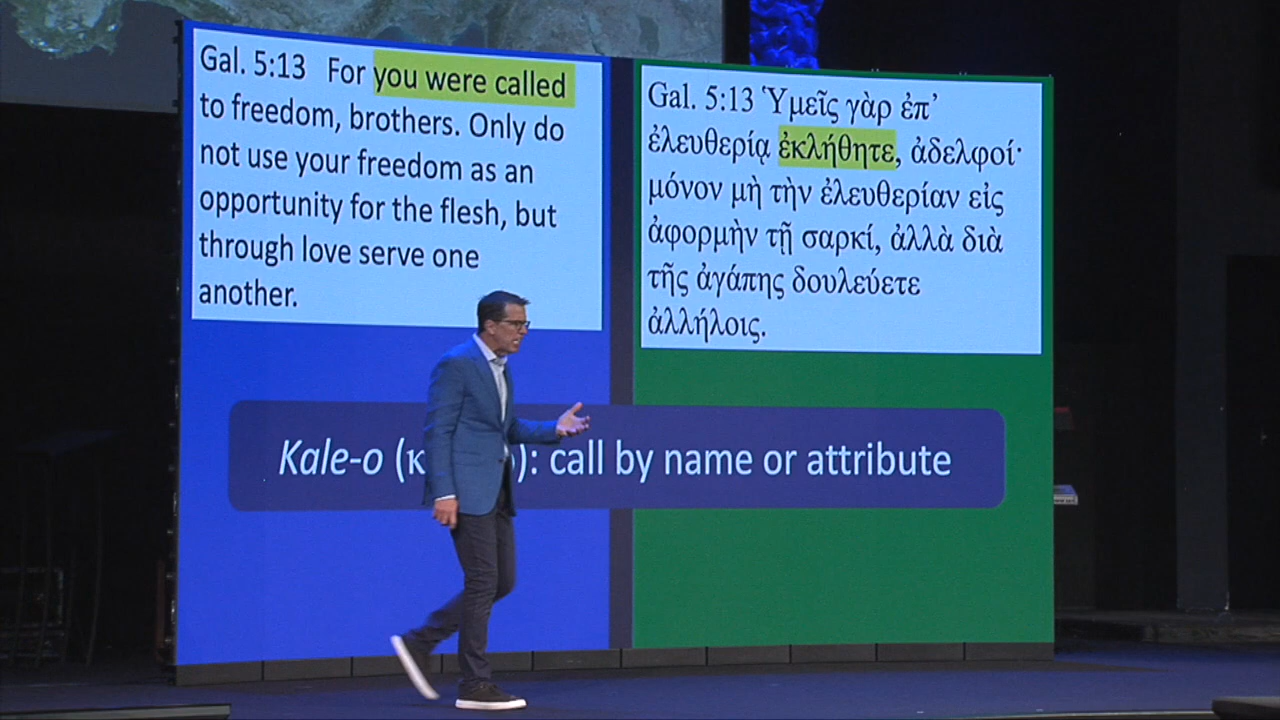 Gal. 5:13 For you were called
to freedom, brothers. Only do
not use your freedom as an
opportunity for the flesh, but
through love serve one
another.
Gal. 5:13 Ὑμεῖς γὰρ ἐπ’
ἐλευθερίᾳ ἐκλήθητε, ἀδελφοί·
μόνον μὴ τὴν ἐλευθερίαν εἰς
ἀφορμὴν τῇ σαρκί, ἀλλὰ διὰ
τῆς ἀγάπης δουλεύετε
ἀλλήλοις.
Kale-o (κ ): call by name or attribute